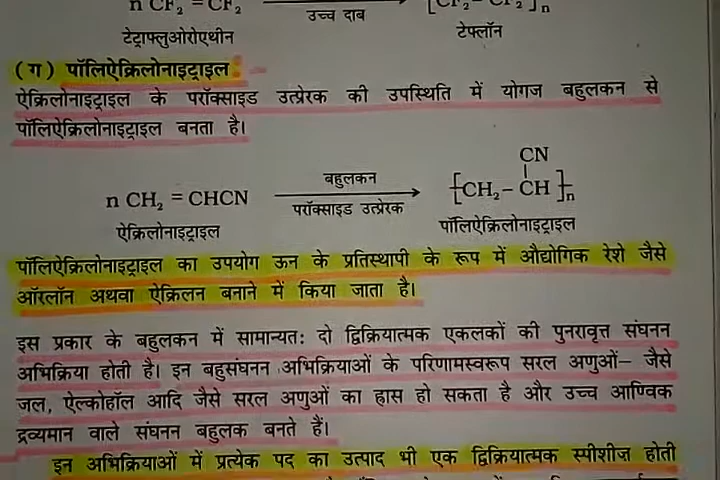 n CF₂ = CF₂ उच्च दाब [CF₂– CF₂]n
टेट्राफ्लुओरोएथीन टेफ्लॉन
(ग) पॉलिऐक्रिलोनाइट्राइल :
ऐक्रिलोनाइट्राइल के परॉक्साइड उत्प्रेरक की उपस्थिति में योगज बहुलकन से
पॉलिऐक्रिलोनाइट्राइल बनता है।
CN
n CH₂ = CHCN बहुलकन परॉक्साइड उत्प्रेरक [CH₂– CH]n
ऐक्रिलोनाइट्राइल पॉलिऐक्रिलोनाइट्राइल
पॉलिऐक्रिलोनाइट्राइल का उपयोग ऊन के प्रतिस्थापी के रूप में औद्योगिक रेशे जैसे
ऑरलॉन अथवा ऐक्रिलन बनाने में किया जाता है।
इस प्रकार के बहुलकन में सामान्यतः दो द्विक्रियात्मक एकलकों की पुनरावृत्त संघनन
अभिक्रिया होती है। इन बहुसंघनन अभिक्रियाओं के परिणामस्वरूप सरल अणुओं– जैसे
जल, ऐल्कोहॉल आदि जैसे सरल अणुओं का ह्रास हो सकता है और उच्च आण्विक
द्रव्यमान वाले संघनन बहुलक बनते हैं।
इन अभिक्रियाओं में प्रत्येक पद का उत्पाद भी एक द्विक्रियात्मक स्पीशीज होती